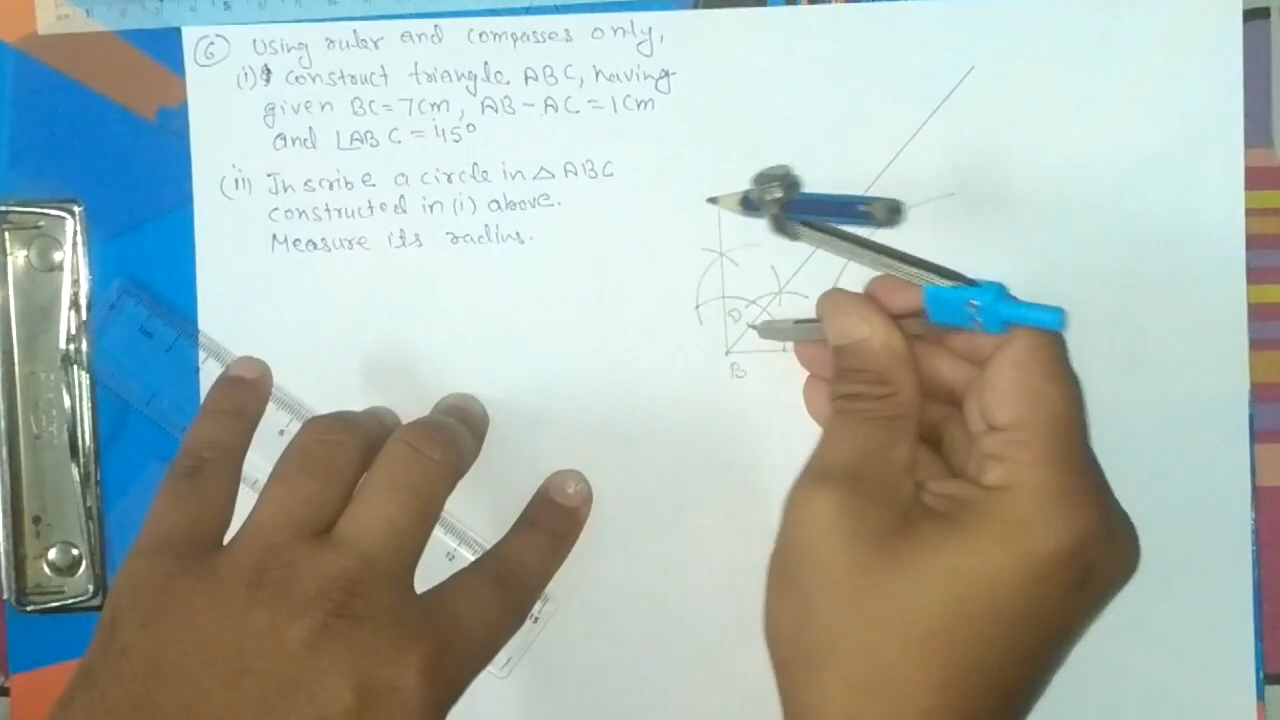 6 Using ruler and compasses only,
(i) construct triangle ABC, having
given BC = 7cm, AB - AC = 1cm
and ∠ABC = 45°
(ii) Inscribe a circle in △ ABC
constructed in (i) above.
Measure its radius.
D
B